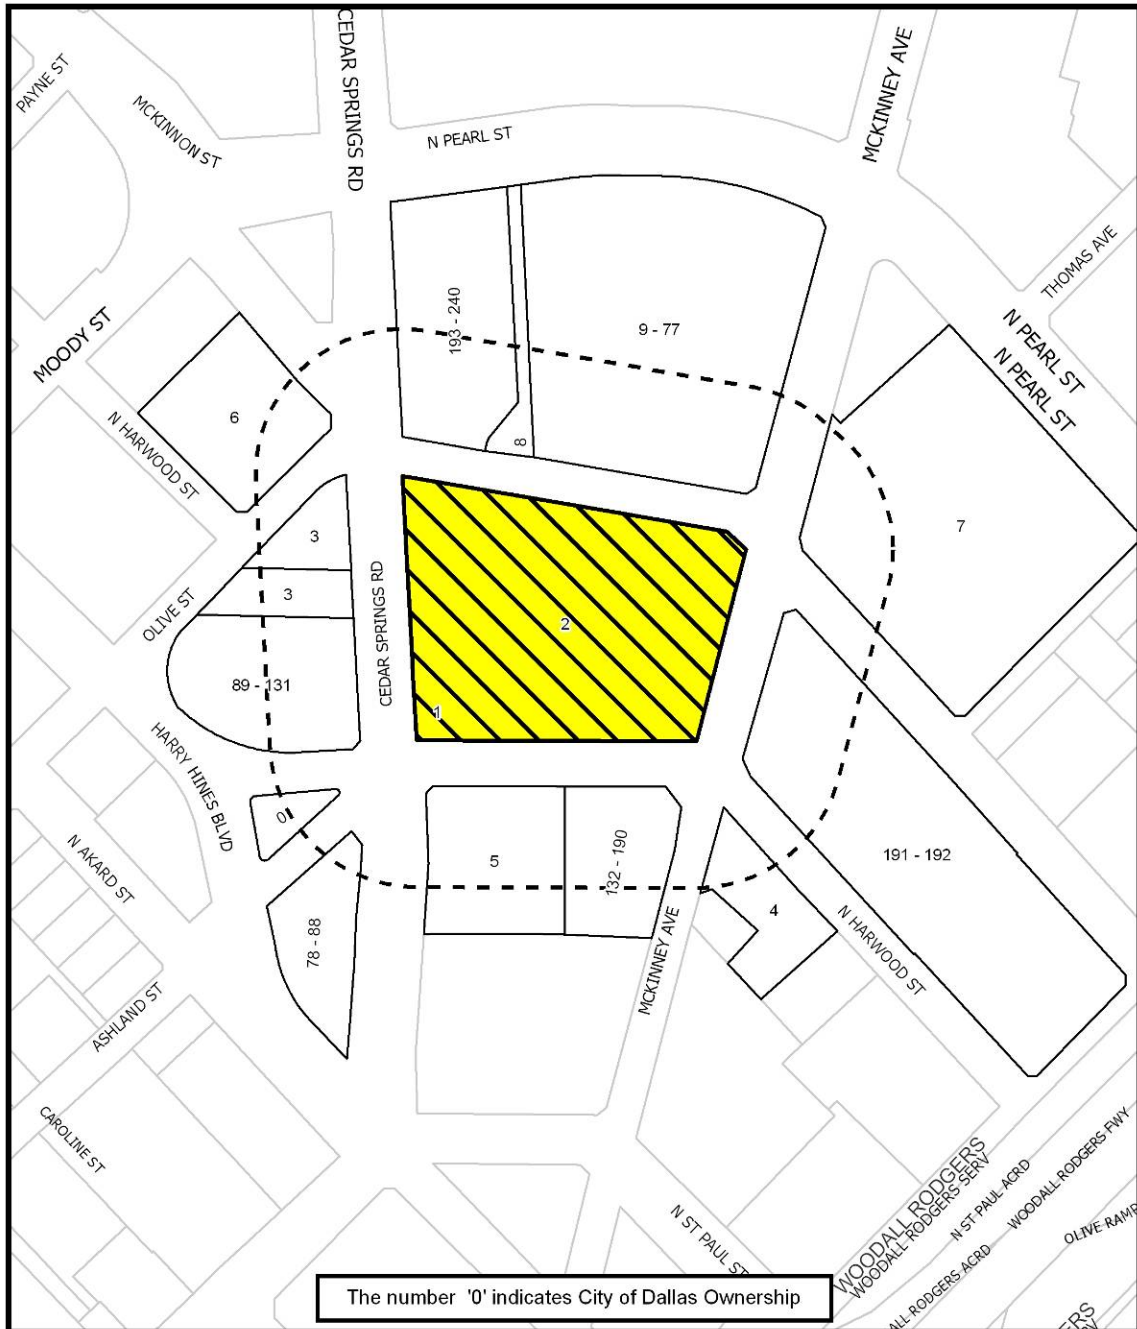 PAYNE ST
MCKINNON ST
CEDAR SPRINGS RD
N PEARL ST
MCKINNEY AVE
THOMAS AVE
N PEARL ST
N PEARL ST
MOODY ST
N HARWOOD ST
193 - 240
9 - 77
8
6
7
3
3
OLIVE ST
CEDAR SPRINGS RD
2
1
89 - 131
HARRY HINES BLVD
0
N AKARD ST
5
132 - 190
191 - 192
4
78 - 88
MCKINNEY AVE
N HARWOOD ST
ASHLAND ST
CAROLINE ST
N ST PAUL ST
WOODALL RODGERS
WOODALL RODGERS SERV
N ST PAUL ACRD
WOODALL RODGERS FWY
OLIVE RAMP
ALL RODGERS ACRD
ERS
The number '0' indicates City of Dallas Ownership